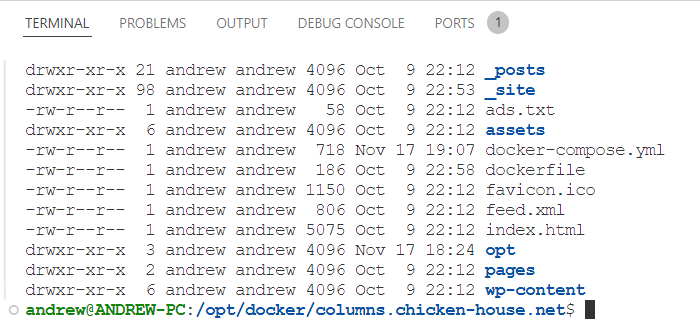 TERMINAL PROBLEMS OUTPUT DEBUG CONSOLE PORTS 1
drwxr-xr-x 21 andrew andrew 4096 Oct  9 22:12 _posts
drwxr-xr-x 98 andrew andrew 4096 Oct  9 22:53 _site
-rw-r--r--  1 andrew andrew   58 Oct  9 22:12 ads.txt
drwxr-xr-x  6 andrew andrew 4096 Oct  9 22:12 assets
-rw-r--r--  1 andrew andrew  718 Nov 17 19:07 docker-compose.yml
-rw-r--r--  1 andrew andrew  186 Oct  9 22:58 dockerfile
-rw-r--r--  1 andrew andrew 1150 Oct  9 22:12 favicon.ico
-rw-r--r--  1 andrew andrew  806 Oct  9 22:12 feed.xml
-rw-r--r--  1 andrew andrew 5075 Oct  9 22:12 index.html
drwxr-xr-x  3 andrew andrew 4096 Nov 17 18:24 opt
drwxr-xr-x  2 andrew andrew 4096 Oct  9 22:12 pages
drwxr-xr-x  6 andrew andrew 4096 Oct  9 22:12 wp-content
andrew@ANDREW-PC:/opt/docker/columns.chicken-house.net$